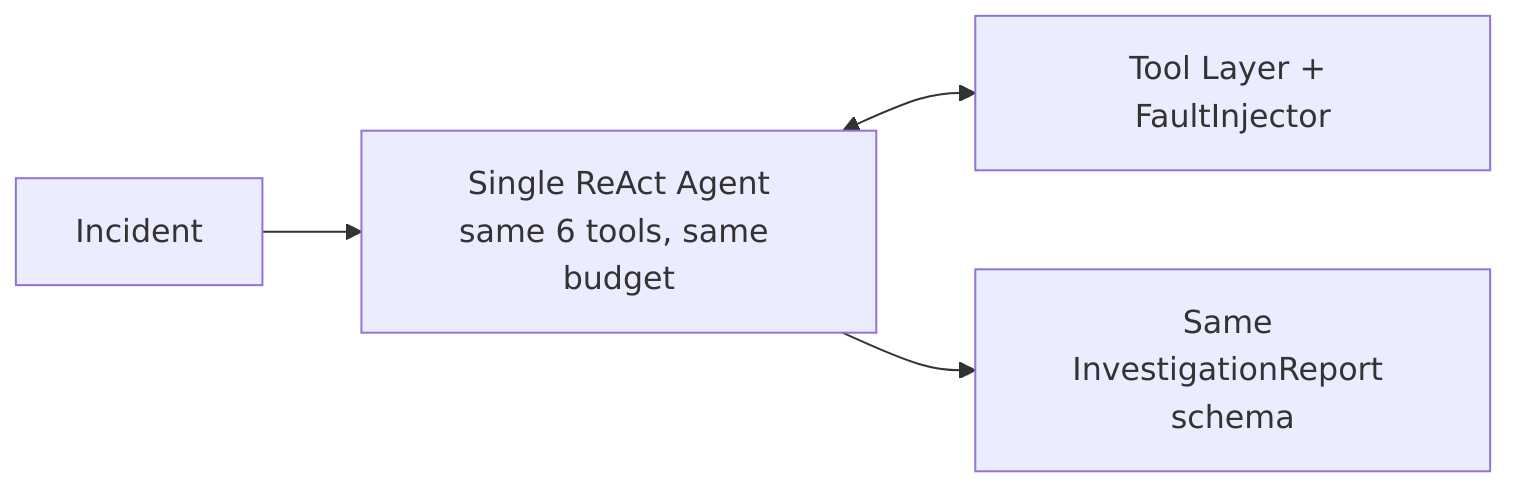 Incident
Single ReAct Agent
same 6 tools, same
budget
Tool Layer +
FaultInjector
Same
InvestigationReport
schema